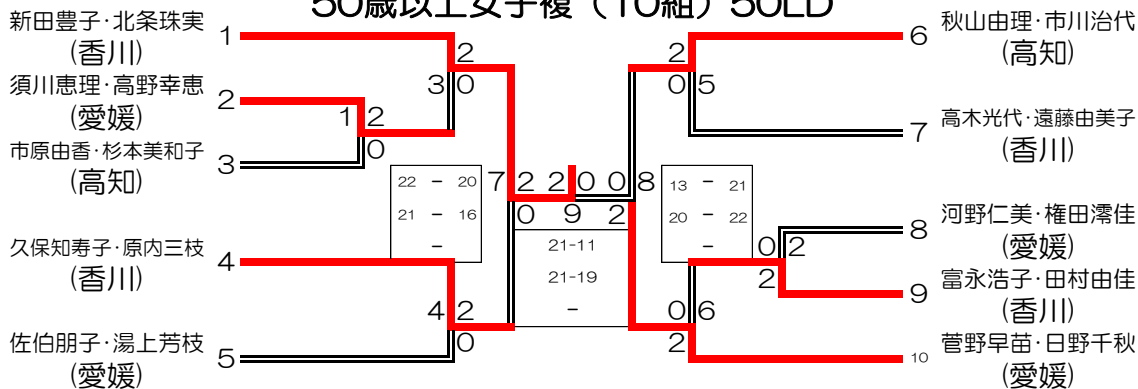 50歳以上女子複（10組）50LD
新田豊子･北条珠実
(香川)
1
2
3 0
須川恵理･高野幸恵
(愛媛)
2
1 2
0
市原由香･杉本美和子
(高知)
3
久保知寿子･原内三枝
(香川)
4
4 2
0
佐伯朋子･湯上芳枝
(愛媛)
5
22 - 20
21 - 16
-
7 2 2 0 0 8
0 9 2
21-11
21-19
-
13 - 21
20 - 22
-
2
0 5
6
秋山由理･市川治代
(高知)
7
高木光代･遠藤由美子
(香川)
0 2
2
8
河野仁美･権田澪佳
(愛媛)
9
富永浩子･田村由佳
(香川)
0 6
2
10
菅野早苗･日野千秋
(愛媛)